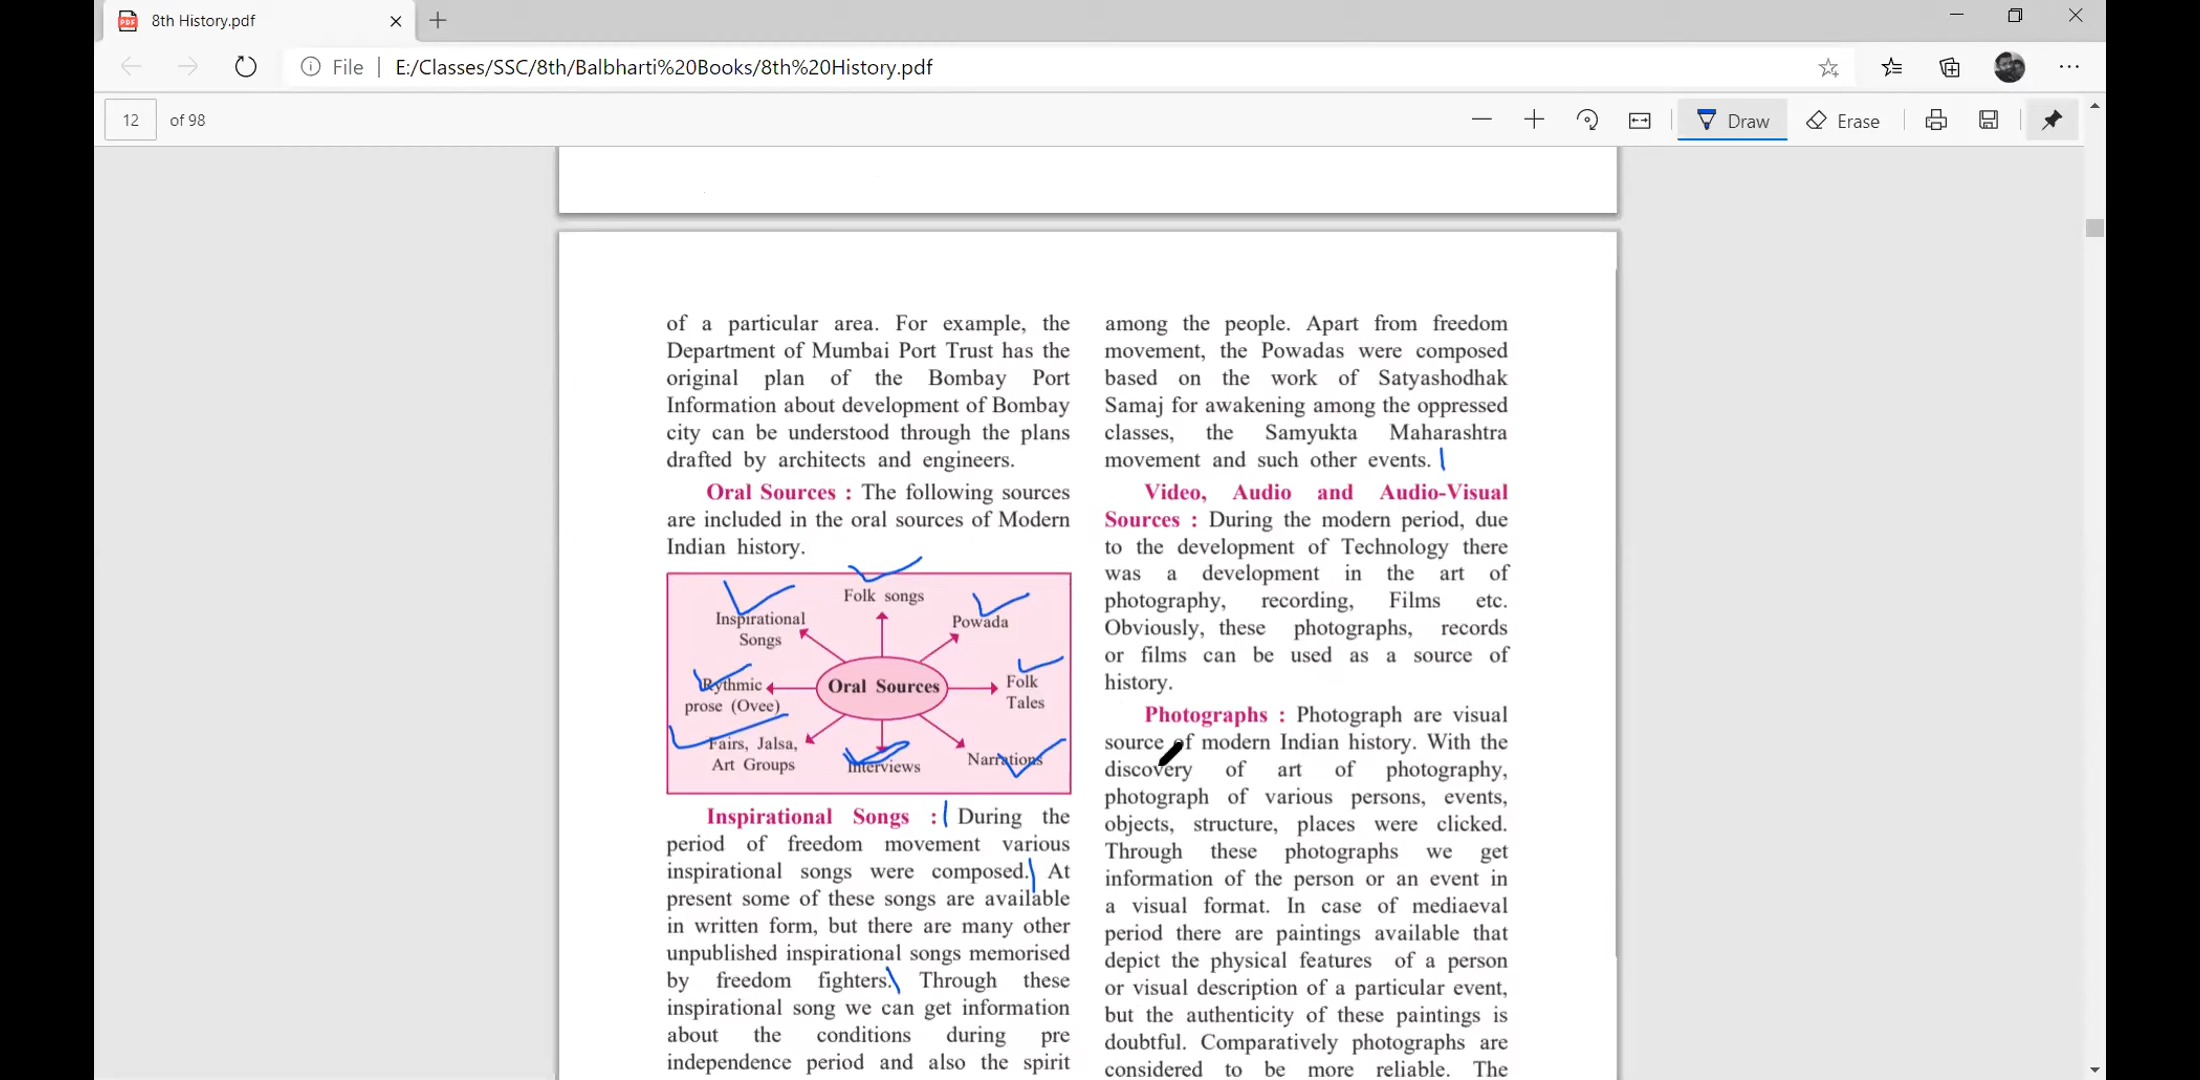 8th History.pdf
File | E:/Classes/SSC/8th/Balbharti%20Books/8th%20History.pdf
12 of 98
Draw
Erase
of a particular area. For example, the
Department of Mumbai Port Trust has the
original plan of the Bombay Port
Information about development of Bombay
city can be understood through the plans
drafted by architects and engineers.
Oral Sources : The following sources
are included in the oral sources of Modern
Indian history.
Folk songs
Inspirational
Songs
Powada
Rythmic
prose (Ovee)
Oral Sources
Folk
Tales
Fairs, Jalsa,
Art Groups
Interviews
Narrations
Inspirational Songs : During the
period of freedom movement various
inspirational songs were composed. At
present some of these songs are available
in written form, but there are many other
unpublished inspirational songs memorised
by freedom fighters. Through these
inspirational song we can get information
about the conditions during pre
independence period and also the spirit
among the people. Apart from freedom
movement, the Powadas were composed
based on the work of Satyashodhak
Samaj for awakening among the oppressed
classes, the Samyukta Maharashtra
movement and such other events.
Video, Audio and Audio-Visual
Sources : During the modern period, due
to the development of Technology there
was a development in the art of
photography, recording, Films etc.
Obviously, these photographs, records
or films can be used as a source of
history.
Photographs : Photograph are visual
source of modern Indian history. With the
discovery of art of photography,
photograph of various persons, events,
objects, structure, places were clicked.
Through these photographs we get
information of the person or an event in
a visual format. In case of mediaeval
period there are paintings available that
depict the physical features of a person
or visual description of a particular event,
but the authenticity of these paintings is
doubtful. Comparatively photographs are
considered to be more reliable. The